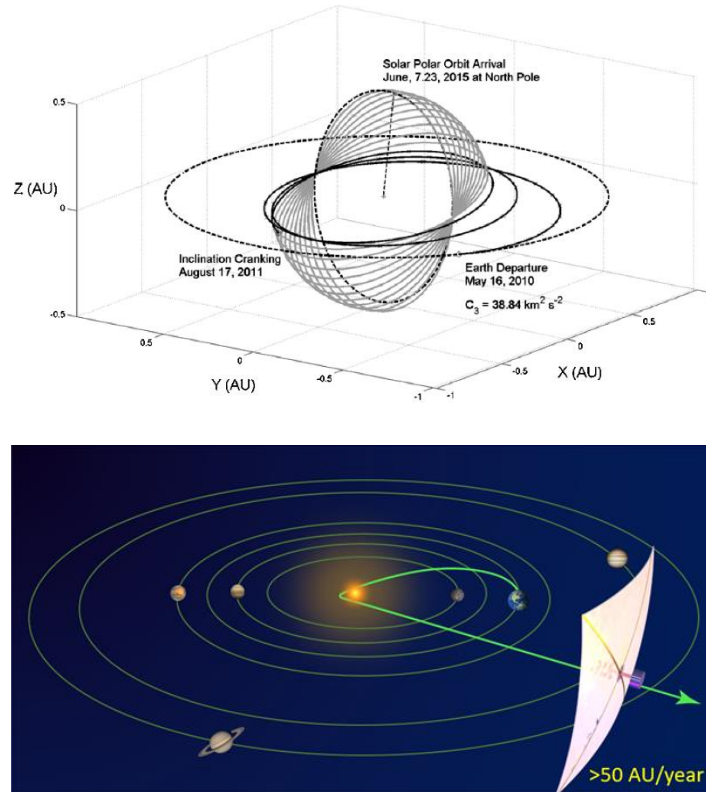 Solar Polar Orbit Arrival
June, 7.23, 2015 at North Pole
0.5
Z (AU)
0
Inclination Cranking
August 17, 2011
Earth Departure
May 16, 2010
C3 = 38.84 km2 s-2
-0.5
0.5
0
-0.5
-1
-1
-0.5
0
0.5
Y (AU)
X (AU)
>50 AU/year